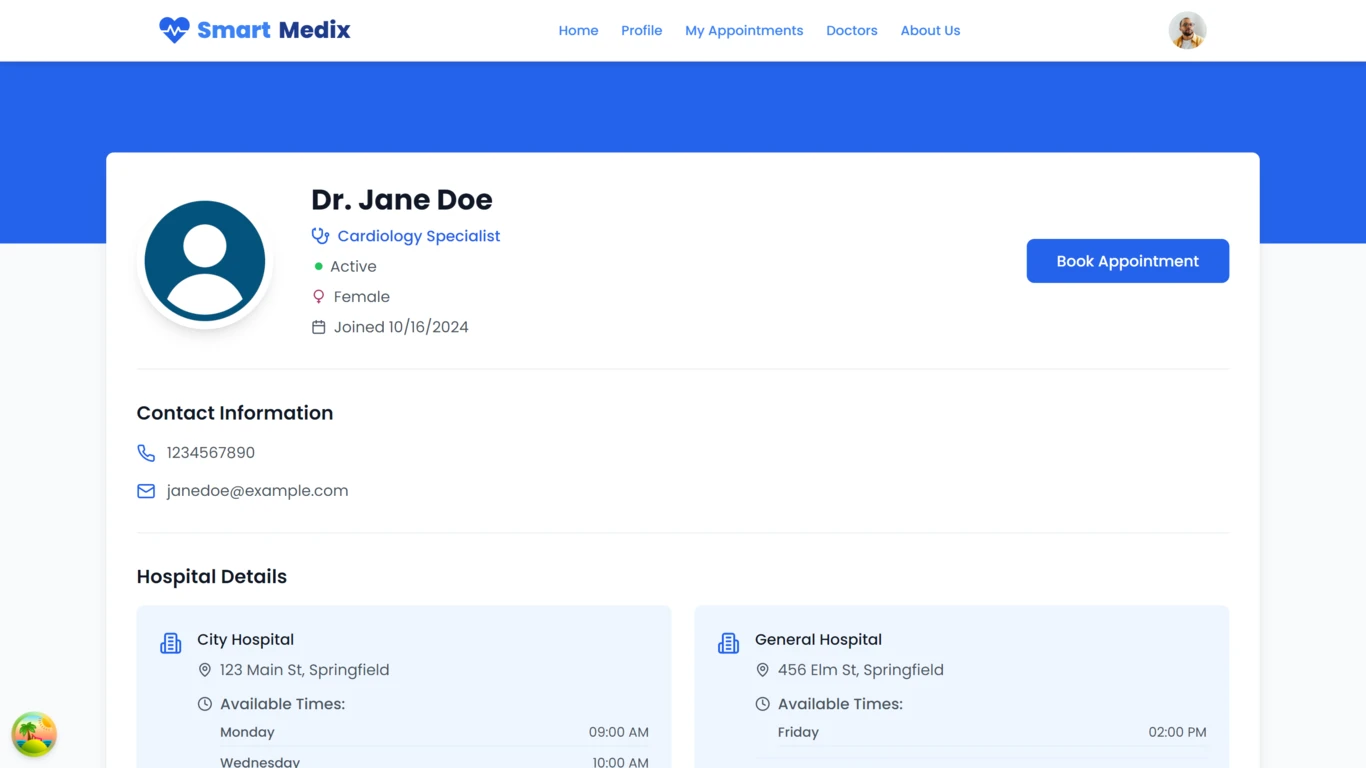 Smart Medix
Home Profile My Appointments Doctors About Us
Dr. Jane Doe
Cardiology Specialist
Active
Female
Joined 10/16/2024
Book Appointment
Contact Information
1234567890
janedoe@example.com
Hospital Details
City Hospital
123 Main St, Springfield
Available Times:
Monday 09:00 AM
Wednesday 10:00 AM
General Hospital
456 Elm St, Springfield
Available Times:
Friday 02:00 PM